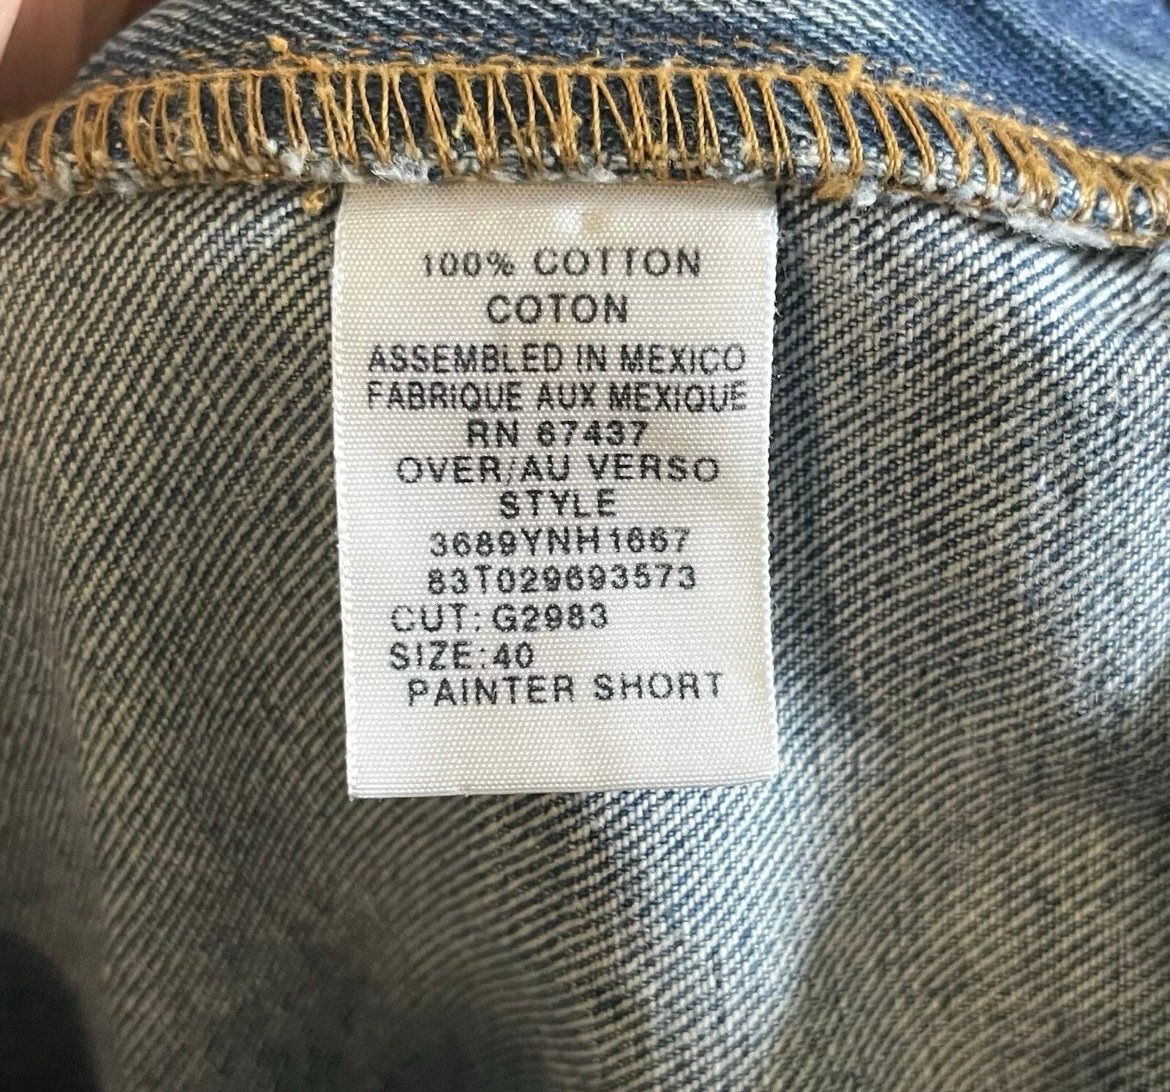 100% COTTON
COTON
ASSEMBLED IN MEXICO
FABRIQUE AUX MEXIQUE
RN 67437
OVER/AU VERSO
STYLE
3689YNH1667
83T029693573
CUT: G2983
SIZE:40
PAINTER SHORT